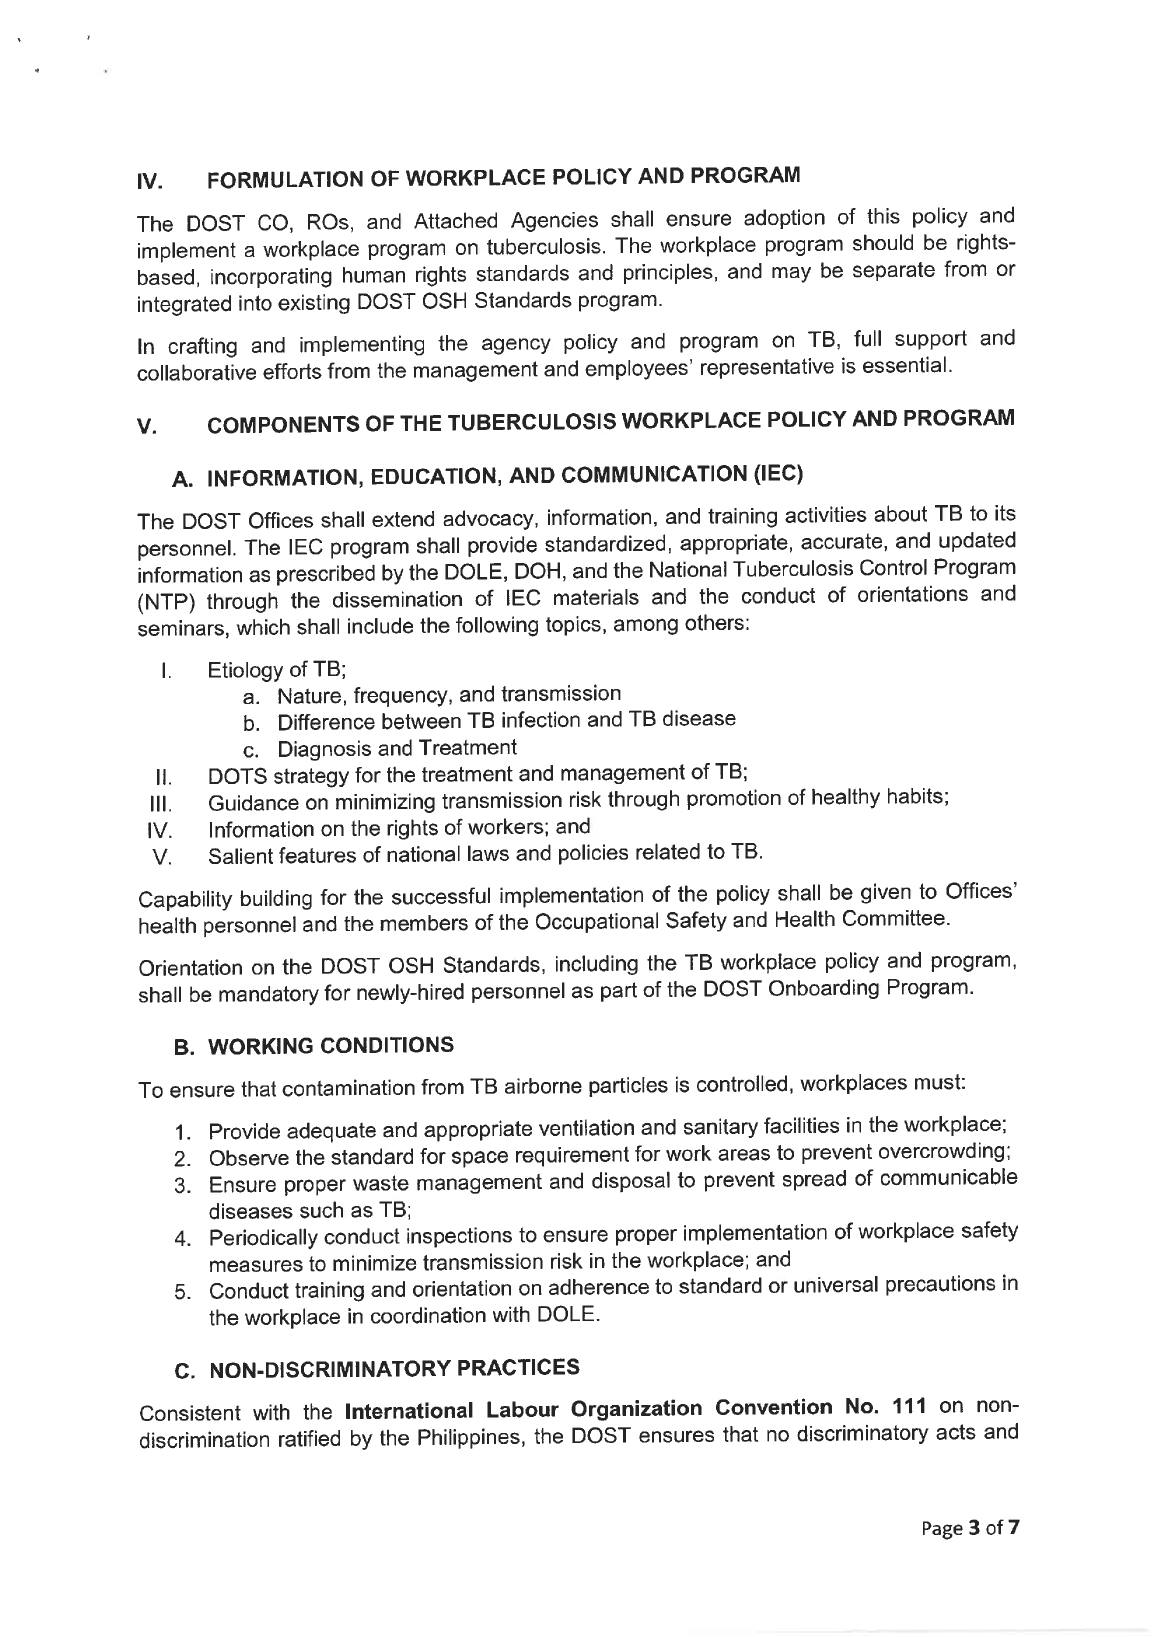 IV. FORMULATION OF WORKPLACE POLICY AND PROGRAM
The DOST CO, ROs, and Attached Agencies shall ensure adoption of this policy and
implement a workplace program on tuberculosis. The workplace program should be rights-
based, incorporating human rights standards and principles, and may be separate from or
integrated into existing DOST OSH Standards program.
In crafting and implementing the agency policy and program on TB, full support and
collaborative efforts from the management and employees' representative is essential.
V. COMPONENTS OF THE TUBERCULOSIS WORKPLACE POLICY AND PROGRAM
A. INFORMATION, EDUCATION, AND COMMUNICATION (IEC)
The DOST Offices shall extend advocacy, information, and training activities about TB to its
personnel. The IEC program shall provide standardized, appropriate, accurate, and updated
information as prescribed by the DOLE, DOH, and the National Tuberculosis Control Program
(NTP) through the dissemination of IEC materials and the conduct of orientations and
seminars, which shall include the following topics, among others:
I. Etiology of TB;
a. Nature, frequency, and transmission
b. Difference between TB infection and TB disease
c. Diagnosis and Treatment
II. DOTS strategy for the treatment and management of TB;
III. Guidance on minimizing transmission risk through promotion of healthy habits;
IV. Information on the rights of workers; and
V. Salient features of national laws and policies related to TB.
Capability building for the successful implementation of the policy shall be given to Offices'
health personnel and the members of the Occupational Safety and Health Committee.
Orientation on the DOST OSH Standards, including the TB workplace policy and program,
shall be mandatory for newly-hired personnel as part of the DOST Onboarding Program.
B. WORKING CONDITIONS
To ensure that contamination from TB airborne particles is controlled, workplaces must:
1. Provide adequate and appropriate ventilation and sanitary facilities in the workplace;
2. Observe the standard for space requirement for work areas to prevent overcrowding;
3. Ensure proper waste management and disposal to prevent spread of communicable
diseases such as TB;
4. Periodically conduct inspections to ensure proper implementation of workplace safety
measures to minimize transmission risk in the workplace; and
5. Conduct training and orientation on adherence to standard or universal precautions in
the workplace in coordination with DOLE.
C. NON-DISCRIMINATORY PRACTICES
Consistent with the International Labour Organization Convention No. 111 on non-
discrimination ratified by the Philippines, the DOST ensures that no discriminatory acts and
Page 3 of 7